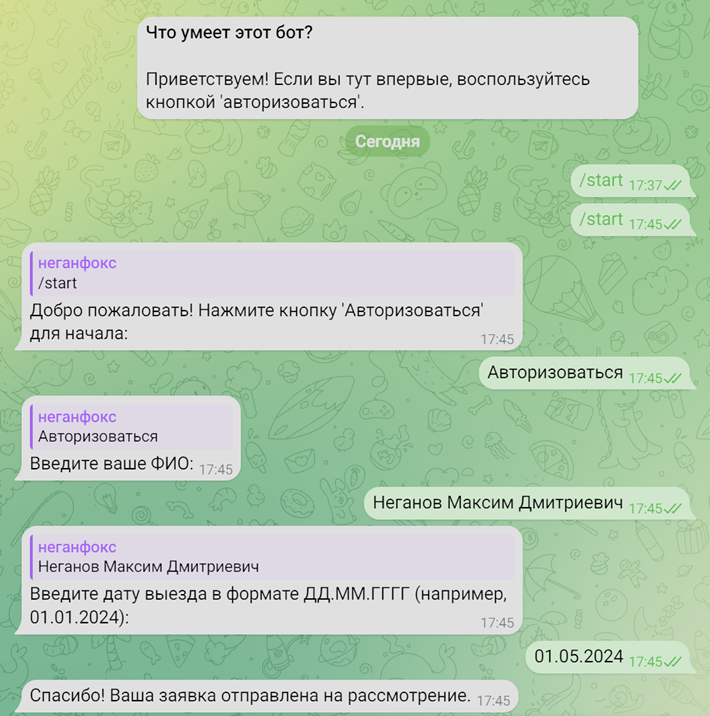 Что умеет этот бот?
Приветствуем! Если вы тут впервые, воспользуйтесь
кнопкой 'авторизоваться'.
Сегодня
/start 17:37
/start 17:45
неганфокс
/start
Добро пожаловать! Нажмите кнопку 'Авторизоваться'
для начала: 17:45
Авторизоваться 17:45
неганфокс
Авторизоваться
Введите ваше ФИО: 17:45
Неганов Максим Дмитриевич 17:45
неганфокс
Неганов Максим Дмитриевич
Введите дату выезда в формате ДД.ММ.ГГГГ (например,
01.01.2024): 17:45
01.05.2024 17:45
Спасибо! Ваша заявка отправлена на рассмотрение. 17:45